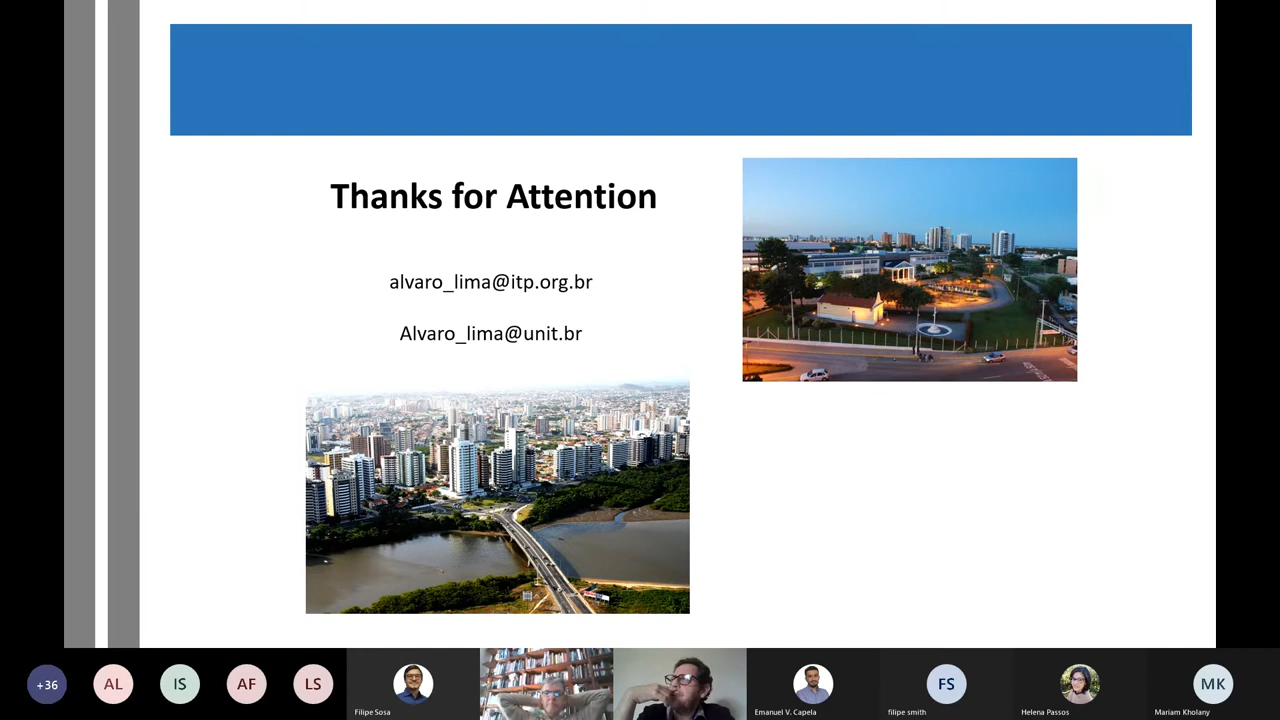 Thanks for Attention
alvaro_lima@itp.org.br
Alvaro_lima@unit.br
+36
AL
IS
AF
LS
Filipe Sosa
Emanuel V. Capela
FS
filipe smith
Helena Passos
MK
Mariam Kholany